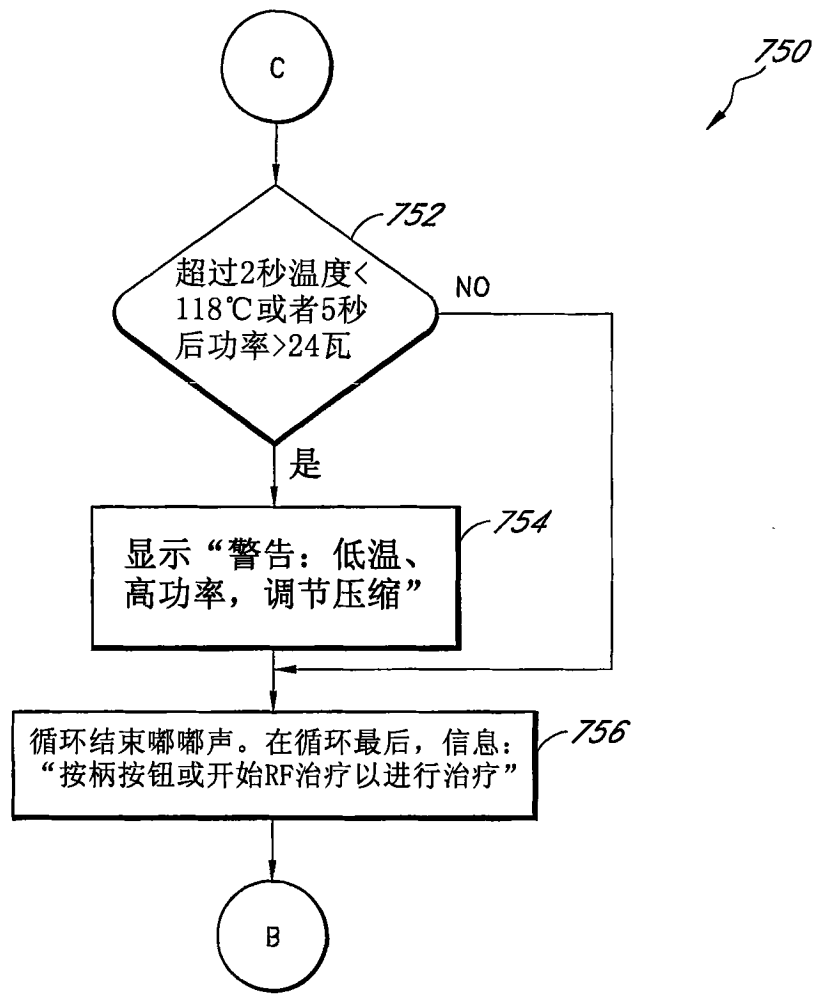 C
750
752
超过2秒温度<
118℃或者5秒
后功率>24瓦
NO
是
754
显示“警告：低温、
高功率，调节压缩”
756
循环结束嘟嘟声。在循环最后，信息：
“按柄按钮或开始RF治疗以进行治疗”
B